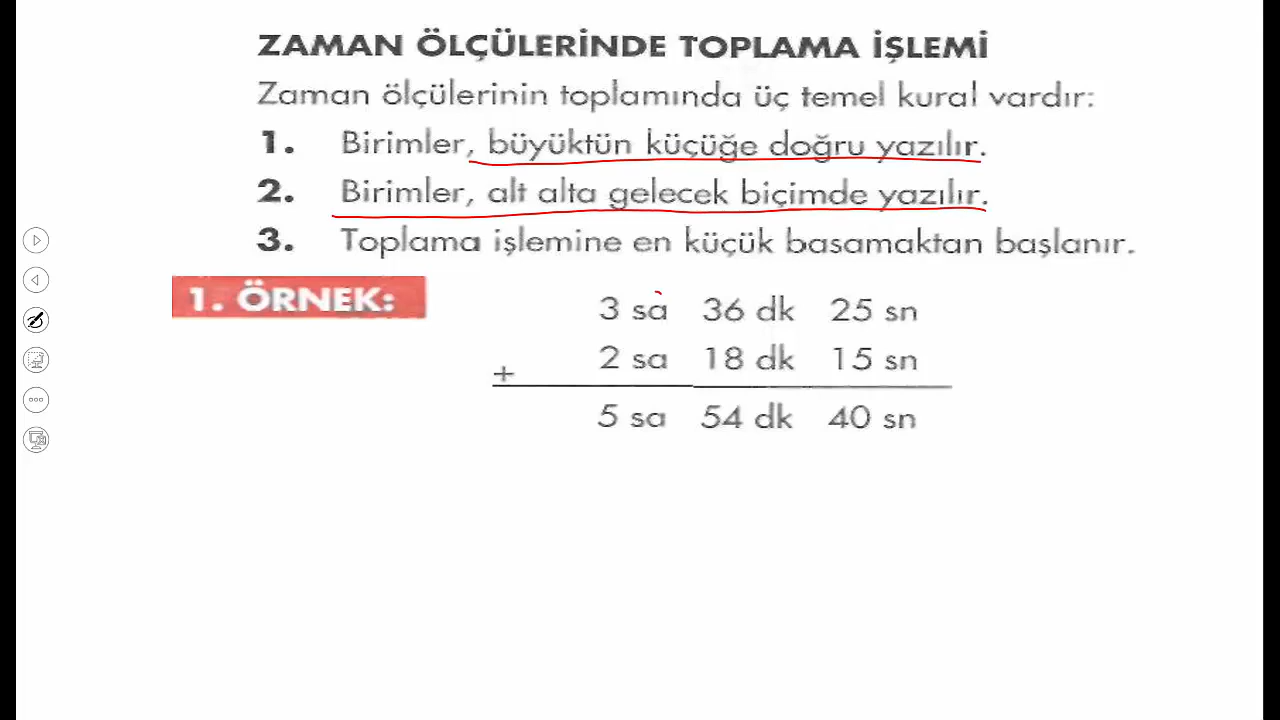 ZAMAN ÖLÇÜLERİNDE TOPLAMA İŞLEMİ
Zaman ölçülerinin toplamında üç temel kural vardır:
1. Birimler, büyüktün küçüğe doğru yazılır.
2. Birimler, alt alta gelecek biçimde yazılır.
3. Toplama işlemine en küçük basamaktan başlanır.
1. ÖRNEK:
3 sa 36 dk 25 sn
2 sa 18 dk 15 sn
+
5 sa 54 dk 40 sn